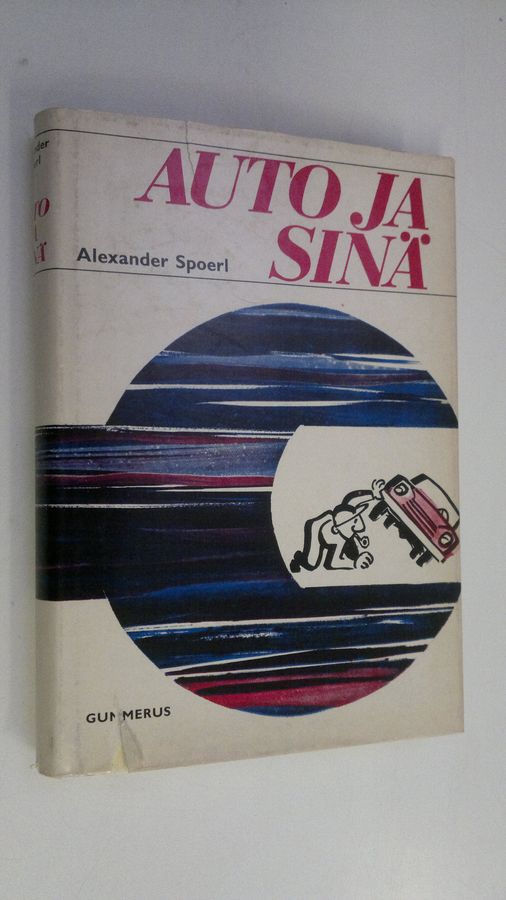 AUTO JA
SINÄ
Alexander Spoerl
GUMMERUS